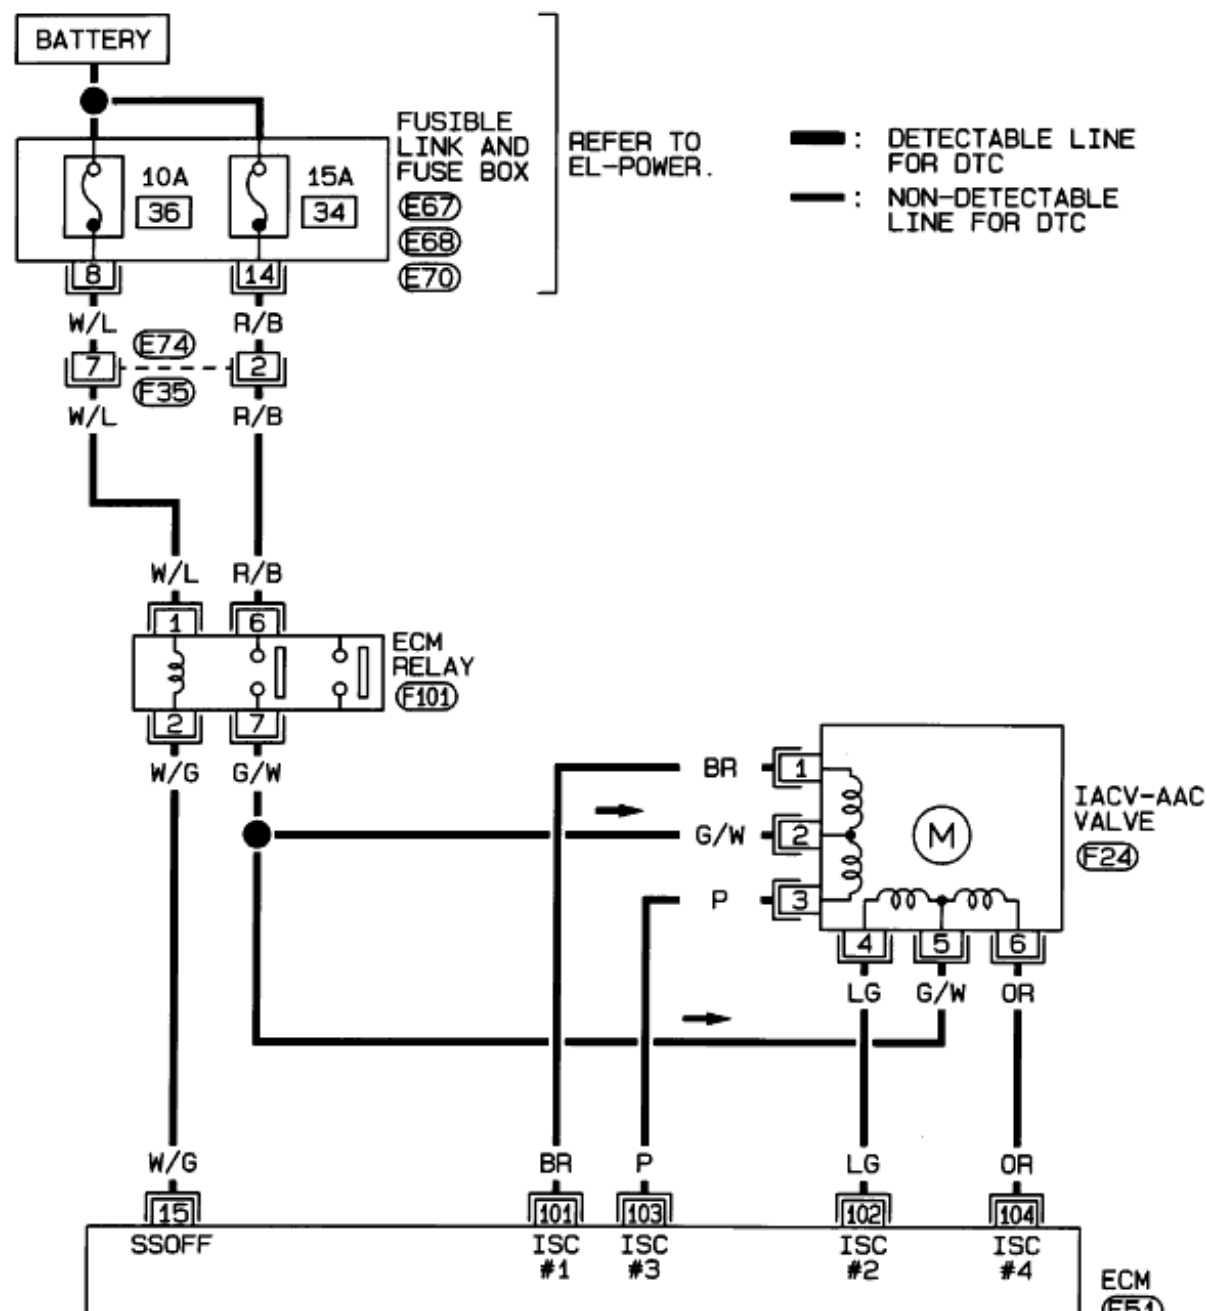 BATTERY
FUSIBLE
LINK AND
FUSE BOX
E67
E68
E70
REFER TO
EL-POWER.
: DETECTABLE LINE
FOR DTC
: NON-DETECTABLE
LINE FOR DTC
10A
36
15A
34
8
14
W/L
R/B
E74
7
2
F35
W/L
R/B
W/L
R/B
1
6
ECM
RELAY
F101
2
7
W/G
G/W
BR
1
G/W
2
P
3
M
IACV-AAC
VALVE
F24
4
5
6
LG
G/W
OR
W/G
BR
P
LG
OR
15
101
103
102
104
SSOFF
ISC
#1
ISC
#3
ISC
#2
ISC
#4
ECM